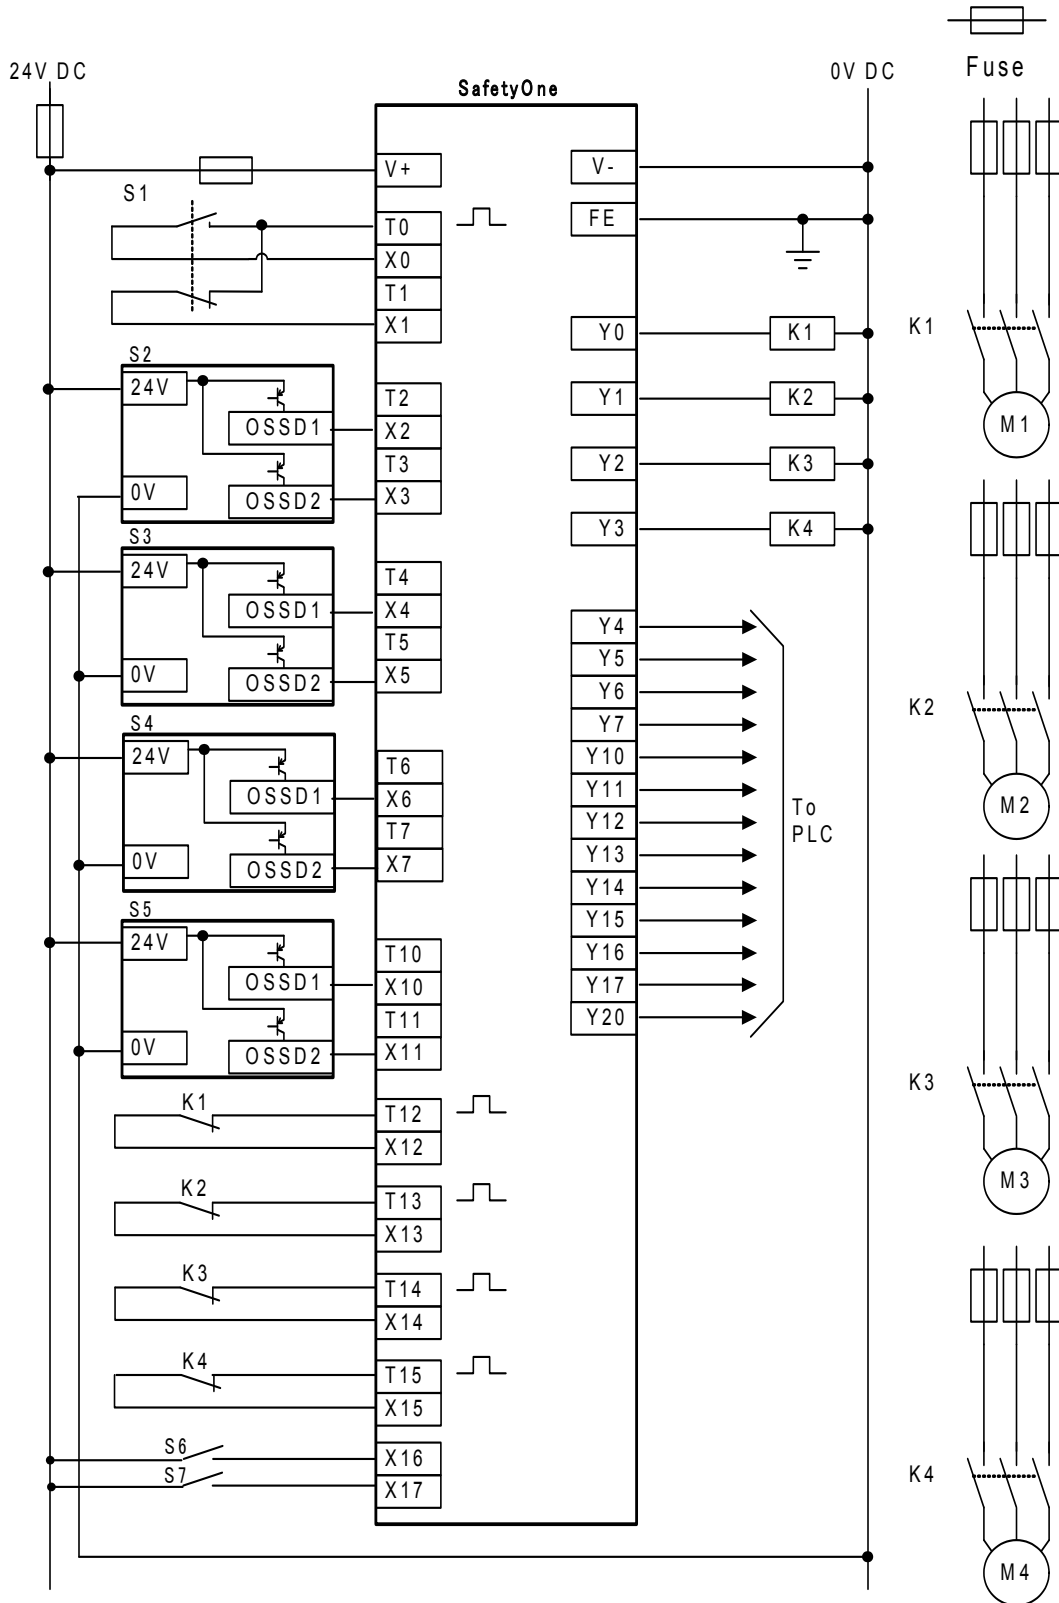 24V DC
SafetyOne
0V DC
Fuse
S1
V+
T0
X0
T1
X1
V-
FE
Y0
K1
Y1
K2
Y2
K3
Y3
K4
S2
24V
OSSD1
0V
OSSD2
T2
X2
T3
X3
S3
24V
OSSD1
0V
OSSD2
T4
X4
T5
X5
S4
24V
OSSD1
0V
OSSD2
T6
X6
T7
X7
S5
24V
OSSD1
0V
OSSD2
T10
X10
T11
X11
K1
T12
X12
K2
T13
X13
K3
T14
X14
K4
T15
X15
S6
X16
S7
X17
Y4
Y5
Y6
Y7
Y10
Y11
Y12
Y13
Y14
Y15
Y16
Y17
Y20
To
PLC
K1
M1
K2
M2
K3
M3
K4
M4